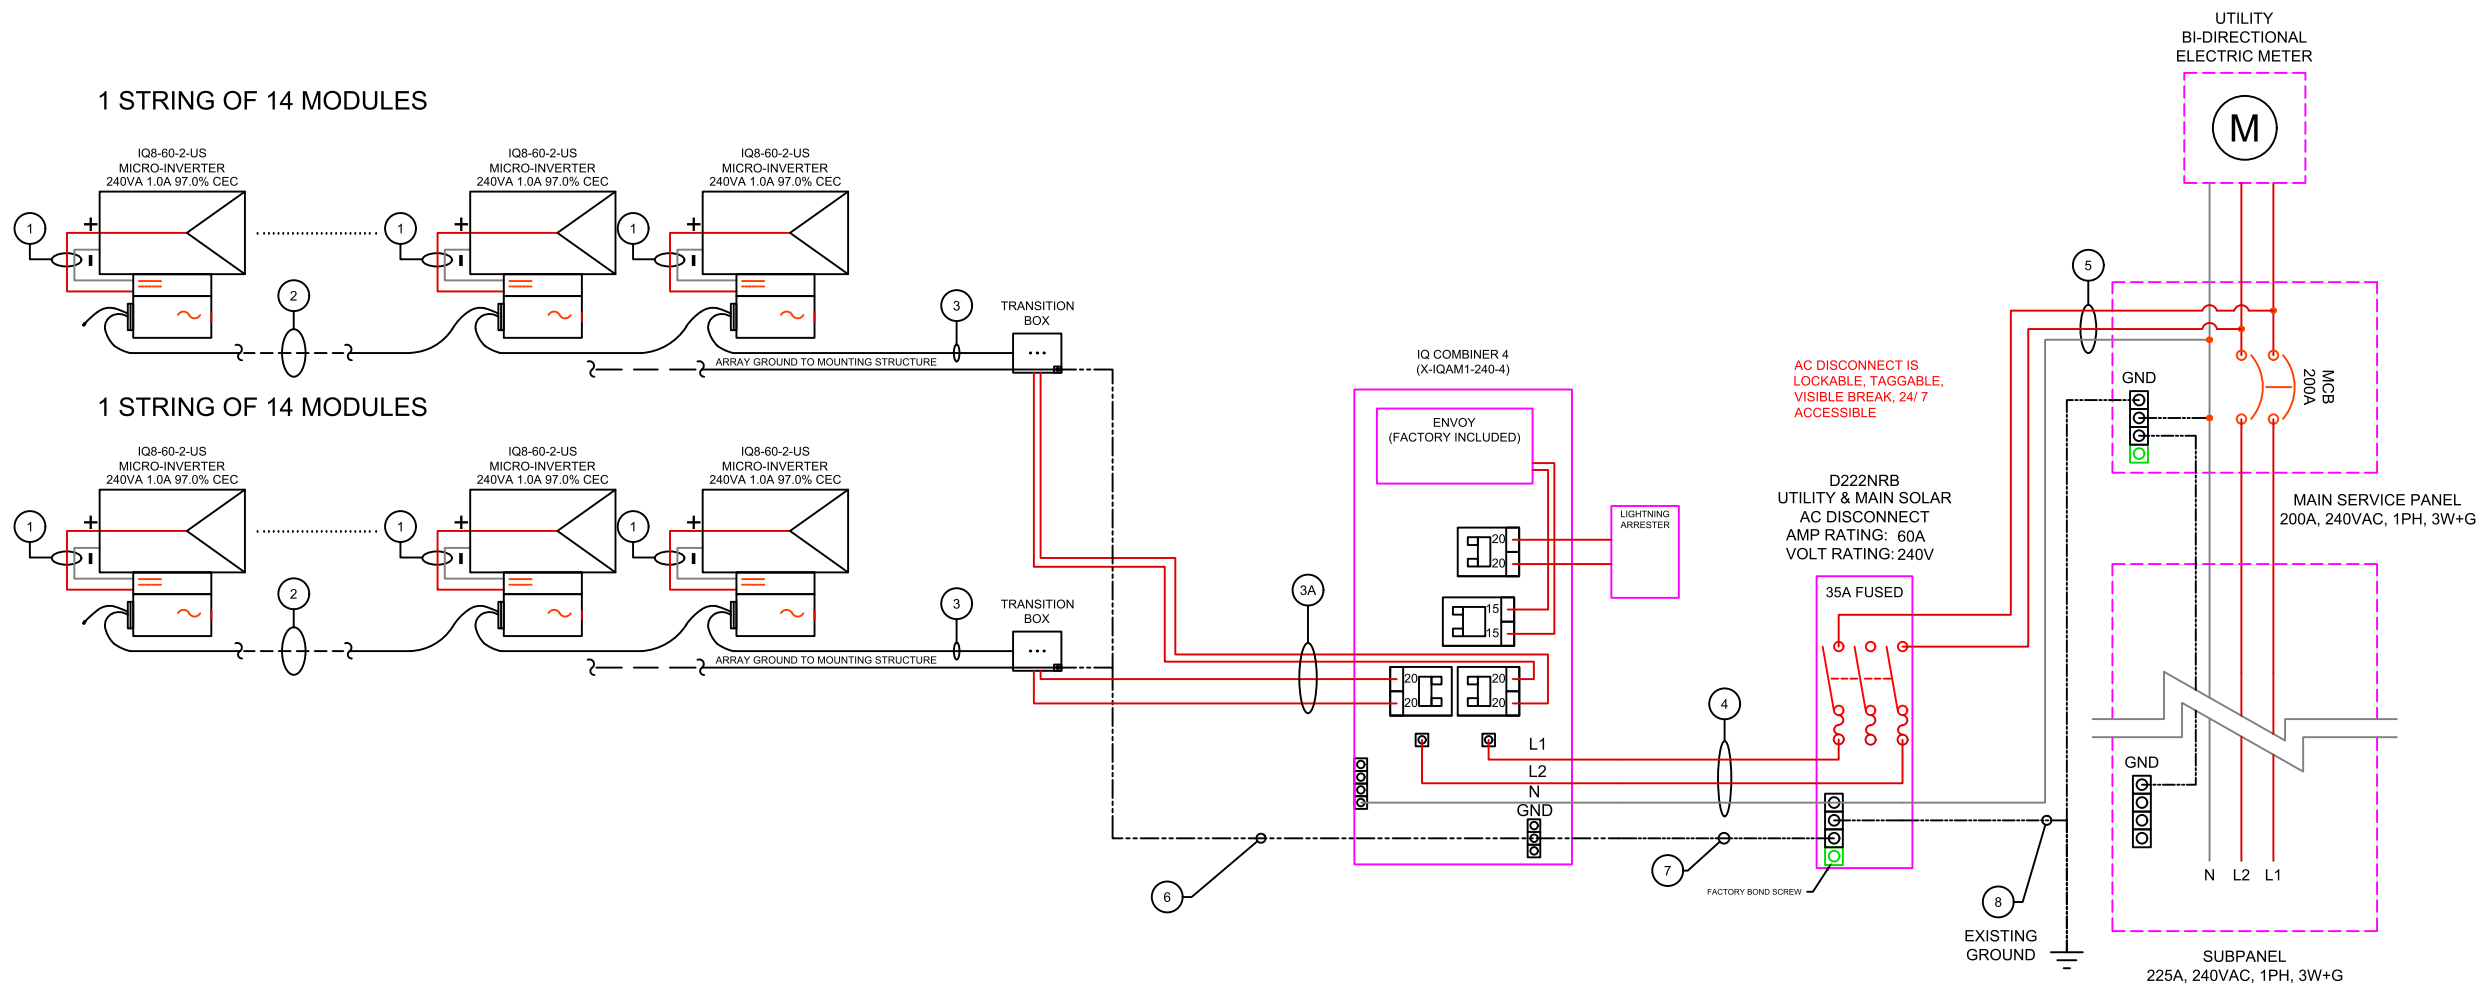 UTILITY
BI-DIRECTIONAL
ELECTRIC METER
M
1 STRING OF 14 MODULES
IQ8-60-2-US
MICRO-INVERTER
240VA 1.0A 97.0% CEC
IQ8-60-2-US
MICRO-INVERTER
240VA 1.0A 97.0% CEC
IQ8-60-2-US
MICRO-INVERTER
240VA 1.0A 97.0% CEC
1
+
-
1
+
-
1
+
-
2
3
TRANSITION
BOX
ARRAY GROUND TO MOUNTING STRUCTURE
1 STRING OF 14 MODULES
IQ8-60-2-US
MICRO-INVERTER
240VA 1.0A 97.0% CEC
IQ8-60-2-US
MICRO-INVERTER
240VA 1.0A 97.0% CEC
IQ8-60-2-US
MICRO-INVERTER
240VA 1.0A 97.0% CEC
1
+
-
1
+
-
1
+
-
2
3
TRANSITION
BOX
ARRAY GROUND TO MOUNTING STRUCTURE
3A
6
IQ COMBINER 4
(X-IQAM1-240-4)
ENVOY
(FACTORY INCLUDED)
LIGHTNING
ARRESTER
20
20
15
15
20
20
20
20
L1
L2
N
GND
4
7
AC DISCONNECT IS
LOCKABLE, TAGGABLE,
VISIBLE BREAK, 24/ 7
ACCESSIBLE
D222NRB
UTILITY & MAIN SOLAR
AC DISCONNECT
AMP RATING: 60A
VOLT RATING: 240V
35A FUSED
FACTORY BOND SCREW
5
GND
MCB
200A
MAIN SERVICE PANEL
200A, 240VAC, 1PH, 3W+G
GND
N L2 L1
8
EXISTING
GROUND
SUBPANEL
225A, 240VAC, 1PH, 3W+G